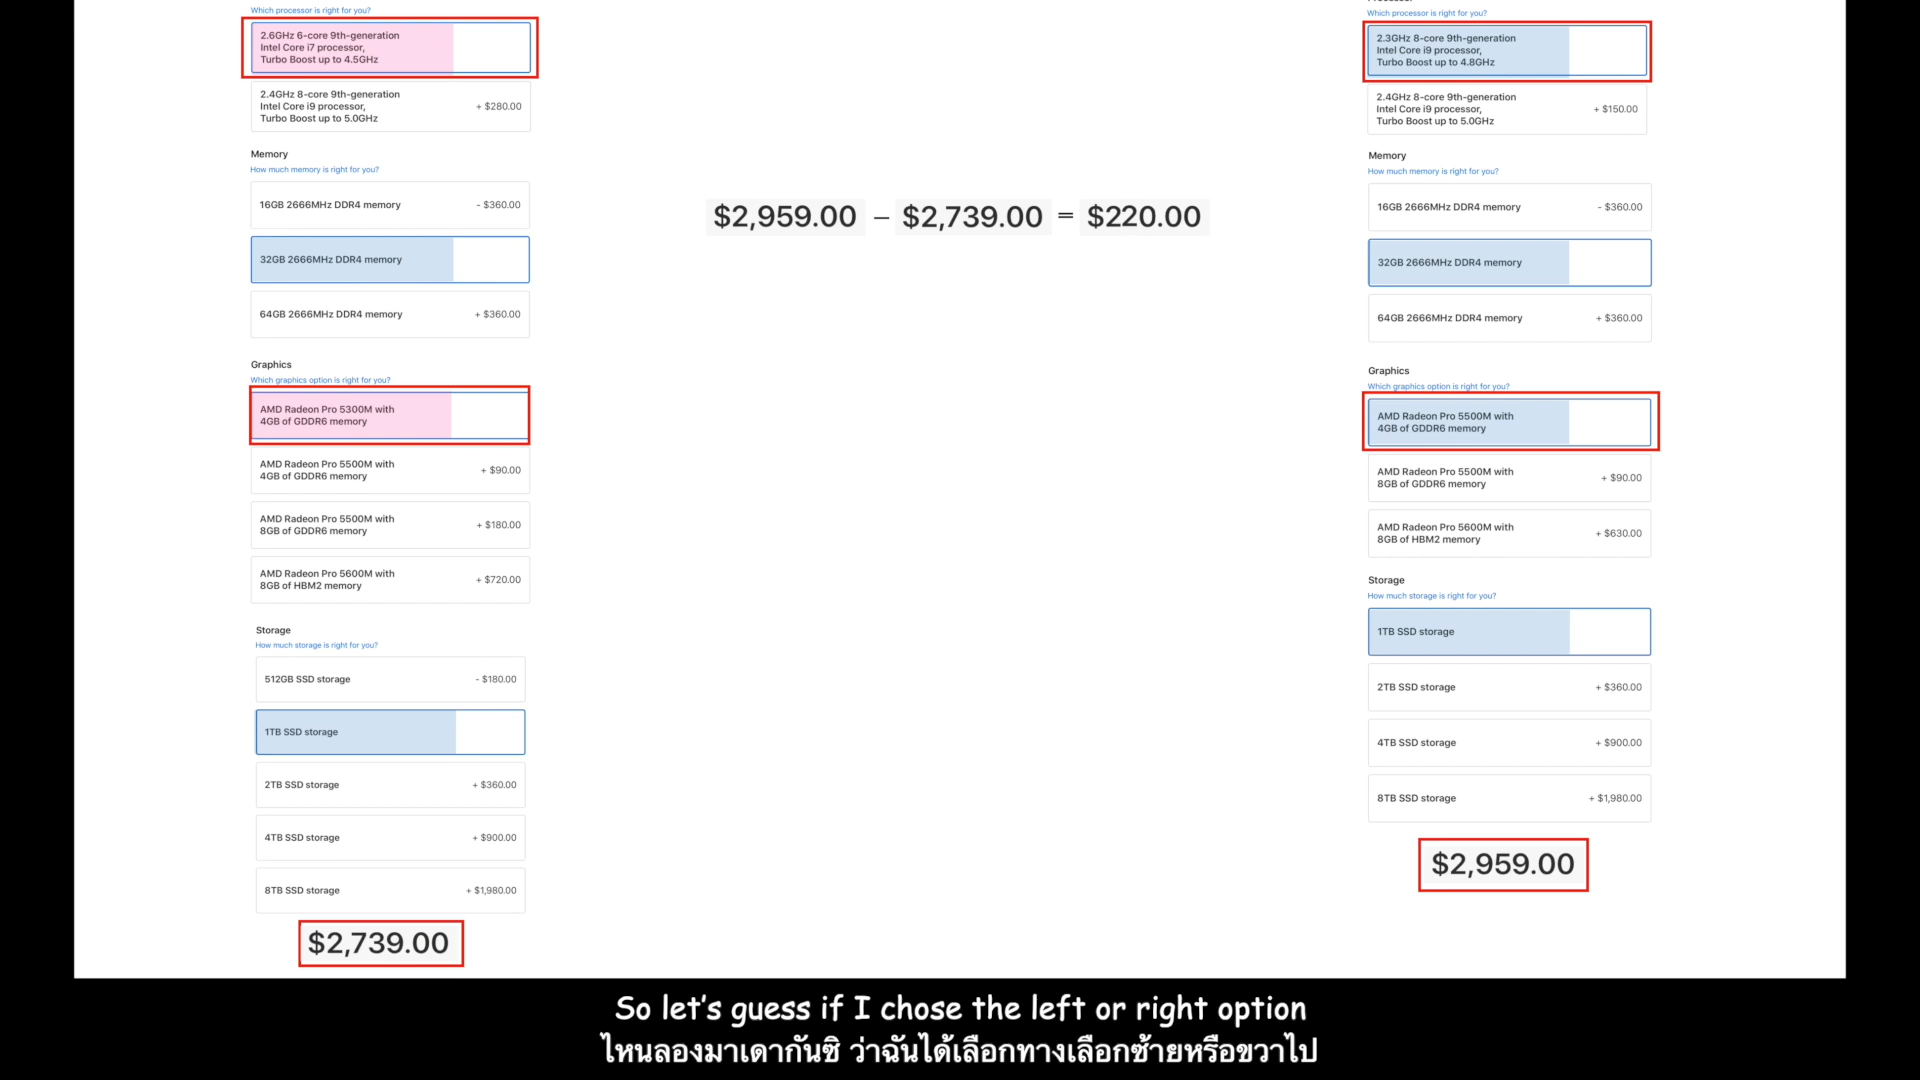 Which processor is right for you?
2.6GHz 6-core 9th-generation
Intel Core i7 processor,
Turbo Boost up to 4.5GHz
2.4GHz 8-core 9th-generation
Intel Core i9 processor,
Turbo Boost up to 5.0GHz
+ $280.00
Memory
How much memory is right for you?
16GB 2666MHz DDR4 memory
- $360.00
32GB 2666MHz DDR4 memory
64GB 2666MHz DDR4 memory
+ $360.00
Graphics
Which graphics option is right for you?
AMD Radeon Pro 5300M with
4GB of GDDR6 memory
AMD Radeon Pro 5500M with
4GB of GDDR6 memory
+ $90.00
AMD Radeon Pro 5500M with
8GB of GDDR6 memory
+ $180.00
AMD Radeon Pro 5600M with
8GB of HBM2 memory
+ $720.00
Storage
How much storage is right for you?
512GB SSD storage
- $180.00
1TB SSD storage
2TB SSD storage
+ $360.00
4TB SSD storage
+ $900.00
8TB SSD storage
+ $1,980.00
$2,739.00
$2,959.00 – $2,739.00 = $220.00
Which processor is right for you?
2.3GHz 8-core 9th-generation
Intel Core i9 processor,
Turbo Boost up to 4.8GHz
2.4GHz 8-core 9th-generation
Intel Core i9 processor,
Turbo Boost up to 5.0GHz
+ $150.00
Memory
How much memory is right for you?
16GB 2666MHz DDR4 memory
- $360.00
32GB 2666MHz DDR4 memory
64GB 2666MHz DDR4 memory
+ $360.00
Graphics
Which graphics option is right for you?
AMD Radeon Pro 5500M with
4GB of GDDR6 memory
AMD Radeon Pro 5500M with
8GB of GDDR6 memory
+ $90.00
AMD Radeon Pro 5600M with
8GB of HBM2 memory
+ $630.00
Storage
How much storage is right for you?
1TB SSD storage
2TB SSD storage
+ $360.00
4TB SSD storage
+ $900.00
8TB SSD storage
+ $1,980.00
$2,959.00
So let's guess if I chose the left or right option
ไหนลองมาเดากันซิ ว่าฉันได้เลือกทางเลือกซ้ายหรือขวาไป